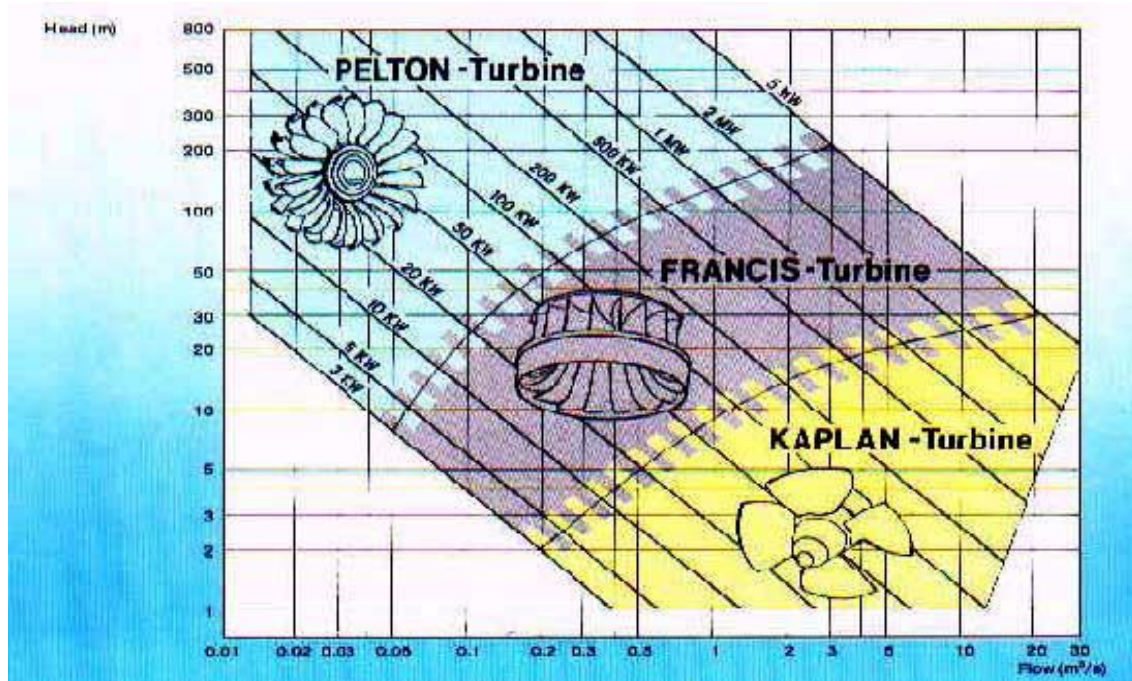 Head (m)
800
500
300
200
100
50
30
20
10
5
3
2
1
PELTON -Turbine
FRANCIS -Turbine
KAPLAN -Turbine
5 MW
2 MW
1 MW
500 KW
200 KW
100 KW
50 KW
20 KW
10 KW
5 KW
3 KW
0.01 0.02 0.03 0.05 0.1 0.2 0.3 0.5 1 2 3 5 10 20 30
Flow (m³/s)